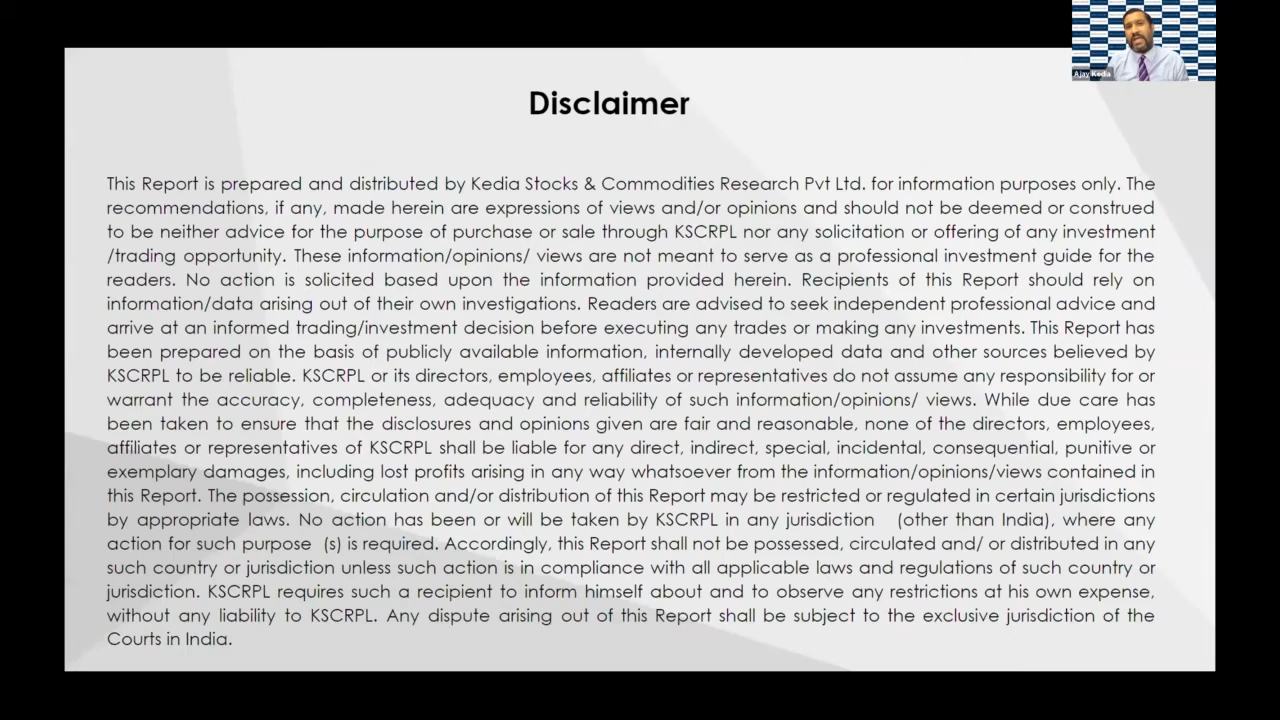 Ajay Kedia
Disclaimer
This Report is prepared and distributed by Kedia Stocks & Commodities Research Pvt Ltd. for information purposes only. The
recommendations, if any, made herein are expressions of views and/or opinions and should not be deemed or construed
to be neither advice for the purpose of purchase or sale through KSCRPL nor any solicitation or offering of any investment
/trading opportunity. These information/opinions/ views are not meant to serve as a professional investment guide for the
readers. No action is solicited based upon the information provided herein. Recipients of this Report should rely on
information/data arising out of their own investigations. Readers are advised to seek independent professional advice and
arrive at an informed trading/investment decision before executing any trades or making any investments. This Report has
been prepared on the basis of publicly available information, internally developed data and other sources believed by
KSCRPL to be reliable. KSCRPL or its directors, employees, affiliates or representatives do not assume any responsibility for or
warrant the accuracy, completeness, adequacy and reliability of such information/opinions/ views. While due care has
been taken to ensure that the disclosures and opinions given are fair and reasonable, none of the directors, employees,
affiliates or representatives of KSCRPL shall be liable for any direct, indirect, special, incidental, consequential, punitive or
exemplary damages, including lost profits arising in any way whatsoever from the information/opinions/views contained in
this Report. The possession, circulation and/or distribution of this Report may be restricted or regulated in certain jurisdictions
by appropriate laws. No action has been or will be taken by KSCRPL in any jurisdiction (other than India), where any
action for such purpose (s) is required. Accordingly, this Report shall not be possessed, circulated and/ or distributed in any
such country or jurisdiction unless such action is in compliance with all applicable laws and regulations of such country or
jurisdiction. KSCRPL requires such a recipient to inform himself about and to observe any restrictions at his own expense,
without any liability to KSCRPL. Any dispute arising out of this Report shall be subject to the exclusive jurisdiction of the
Courts in India.